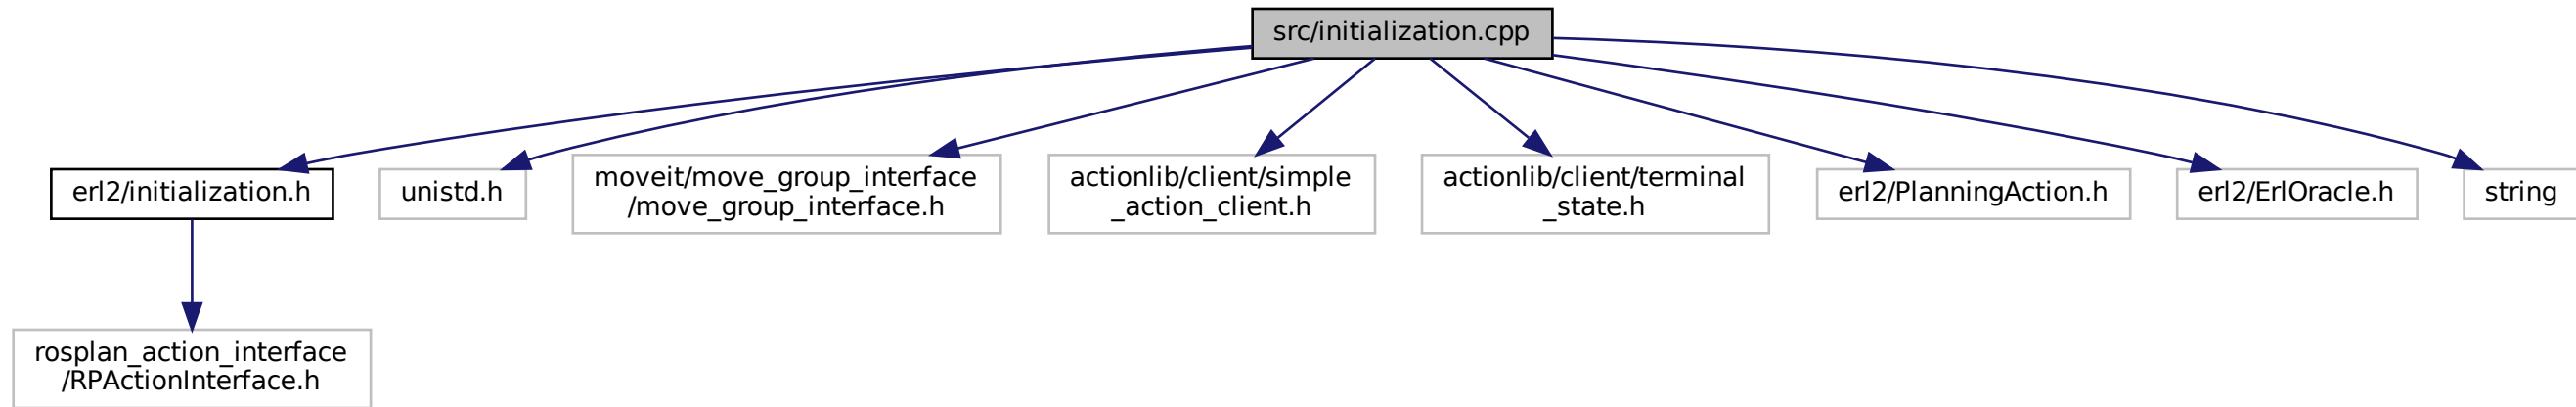 src/initialization.cpp
erl2/initialization.h
unistd.h
moveit/move_group_interface
/move_group_interface.h
actionlib/client/simple
_action_client.h
actionlib/client/terminal
_state.h
erl2/PlanningAction.h
erl2/ErlOracle.h
string
rosplan_action_interface
/RPActionInterface.h